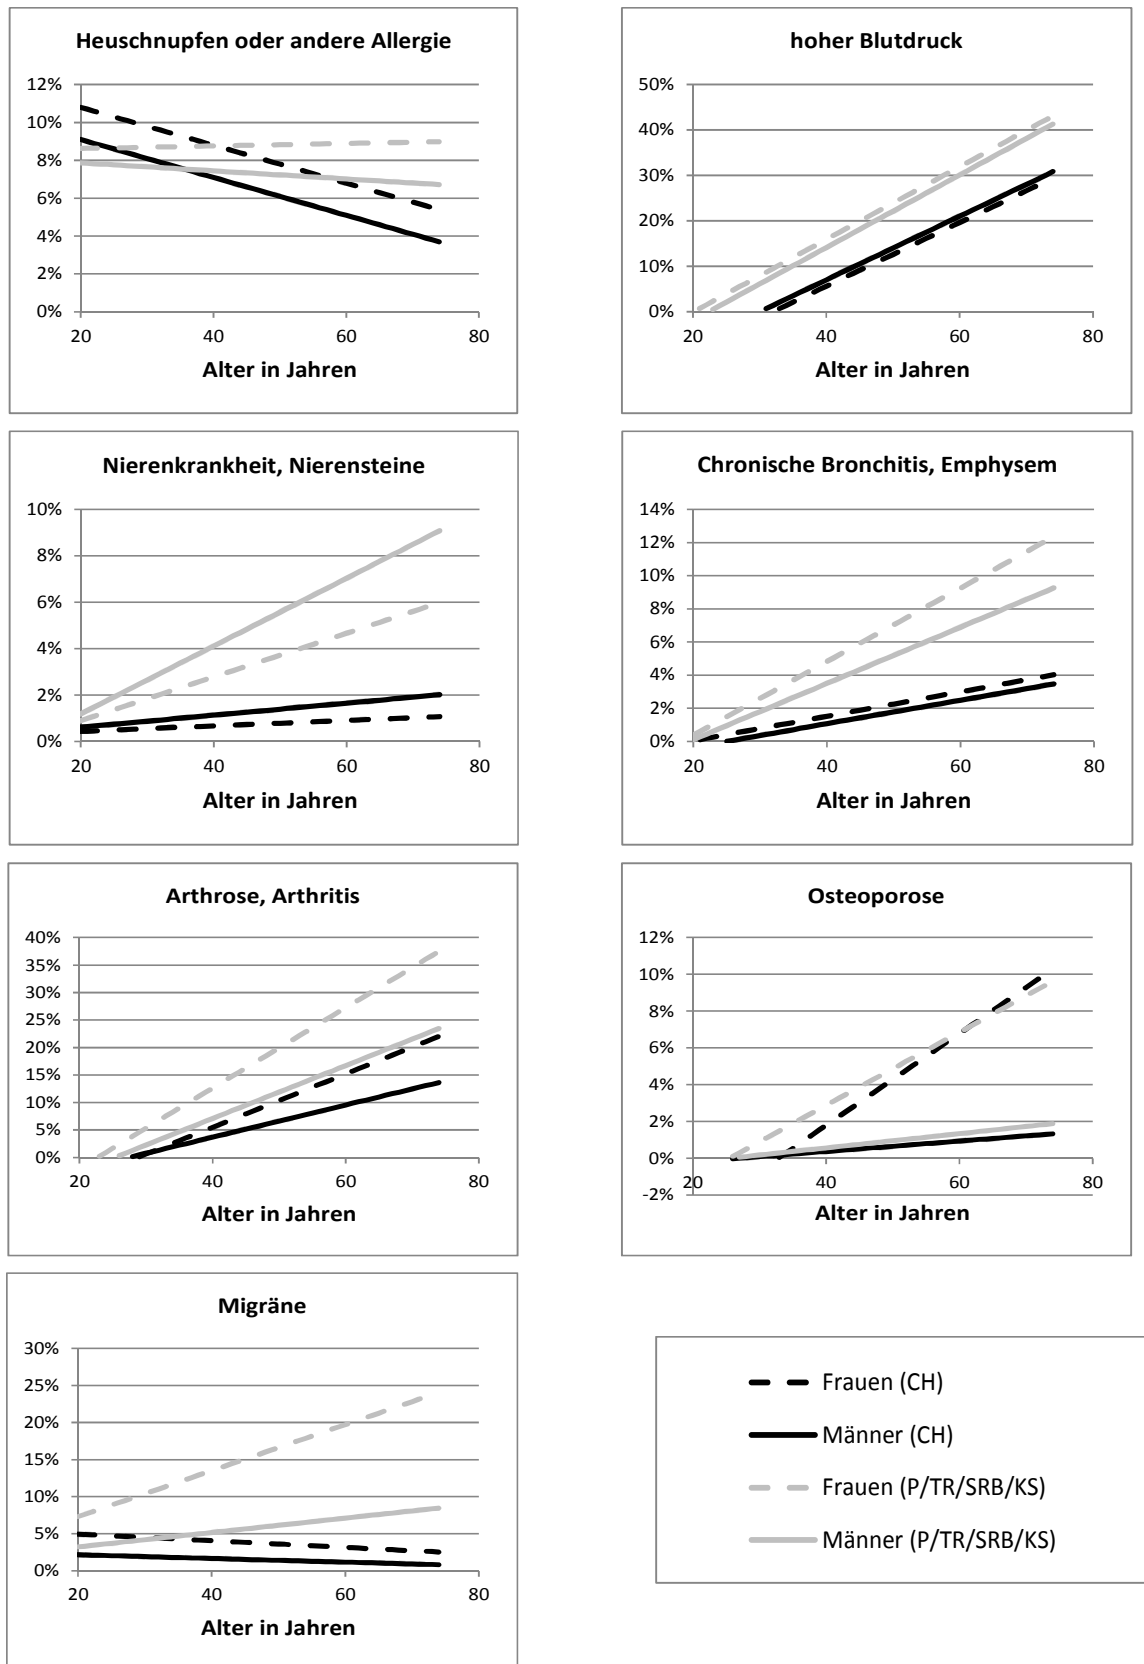 Heuschnupfen oder andere Allergie
12%
10%
8%
6%
4%
2%
0%
20 40 60 80
Alter in Jahren
hoher Blutdruck
50%
40%
30%
20%
10%
0%
20 40 60 80
Alter in Jahren
Nierenkrankheit, Nierensteine
10%
8%
6%
4%
2%
0%
20 40 60 80
Alter in Jahren
Chronische Bronchitis, Emphysem
14%
12%
10%
8%
6%
4%
2%
0%
20 40 60 80
Alter in Jahren
Arthrose, Arthritis
40%
35%
30%
25%
20%
15%
10%
5%
0%
20 40 60 80
Alter in Jahren
Osteoporose
12%
10%
8%
6%
4%
2%
0%
-2%
20 40 60 80
Alter in Jahren
Migräne
30%
25%
20%
15%
10%
5%
0%
20 40 60 80
Alter in Jahren
Frauen (CH)
Männer (CH)
Frauen (P/TR/SRB/KS)
Männer (P/TR/SRB/KS)